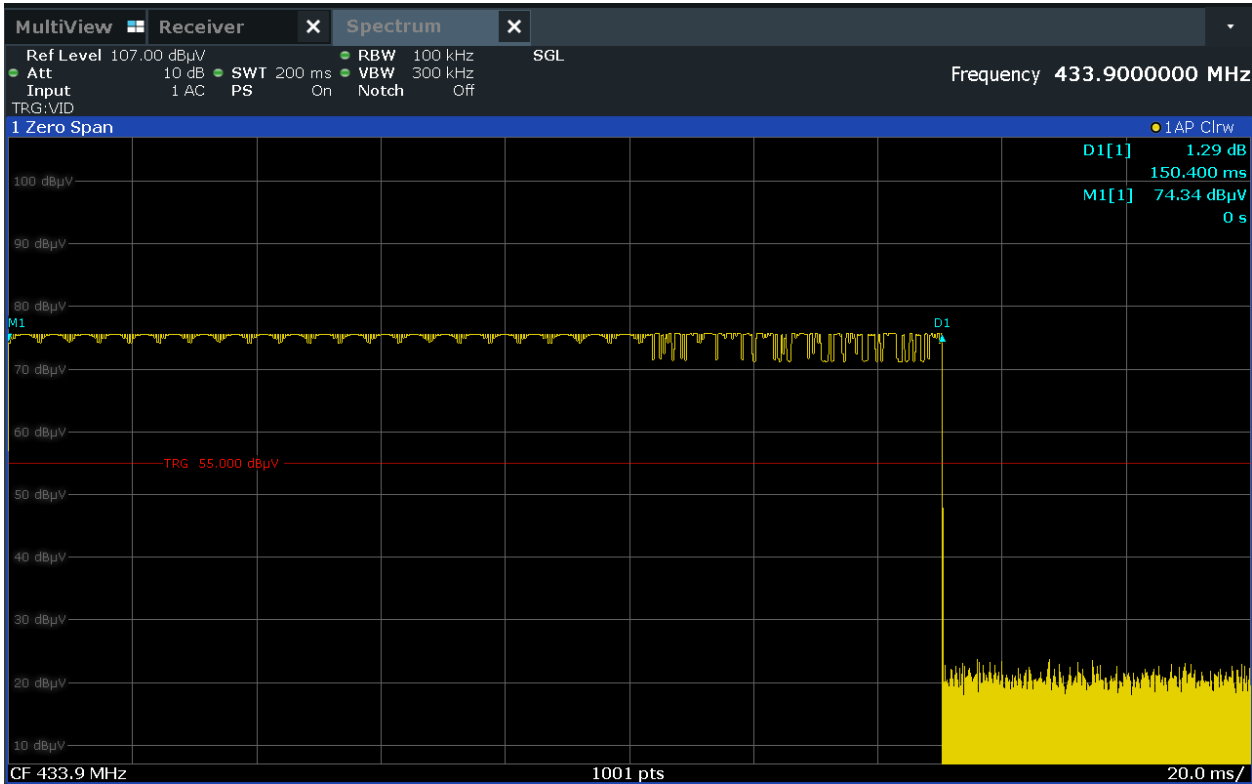 MultiView Receiver X Spectrum X
Ref Level 107.00 dBµV RBW 100 kHz SGL
Att 10 dB SWT 200 ms VBW 300 kHz Frequency 433.9000000 MHz
Input 1 AC PS On Notch Off
TRG:VID
1 Zero Span 1AP Clrw
D1[1] 1.29 dB
150.400 ms
100 dBµV
M1[1] 74.34 dBµV
0 s
90 dBµV
80 dBµV
M1 D1
70 dBµV
60 dBµV
TRG 55.000 dBµV
50 dBµV
40 dBµV
30 dBµV
20 dBµV
10 dBµV
CF 433.9 MHz 1001 pts 20.0 ms/